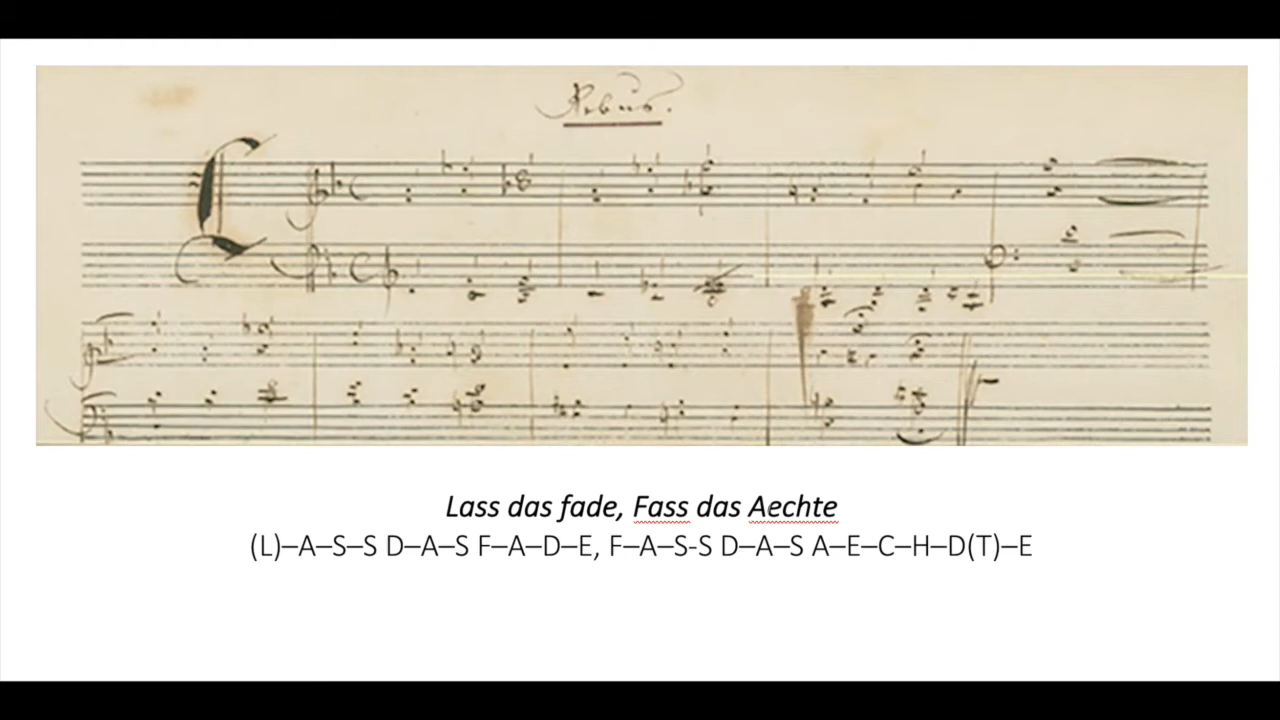 Rebus.
Lass das fade, Fass das Aechte
(L)–A–S–S D–A–S F–A–D–E, F–A–S-S D–A–S A–E–C–H–D(T)–E